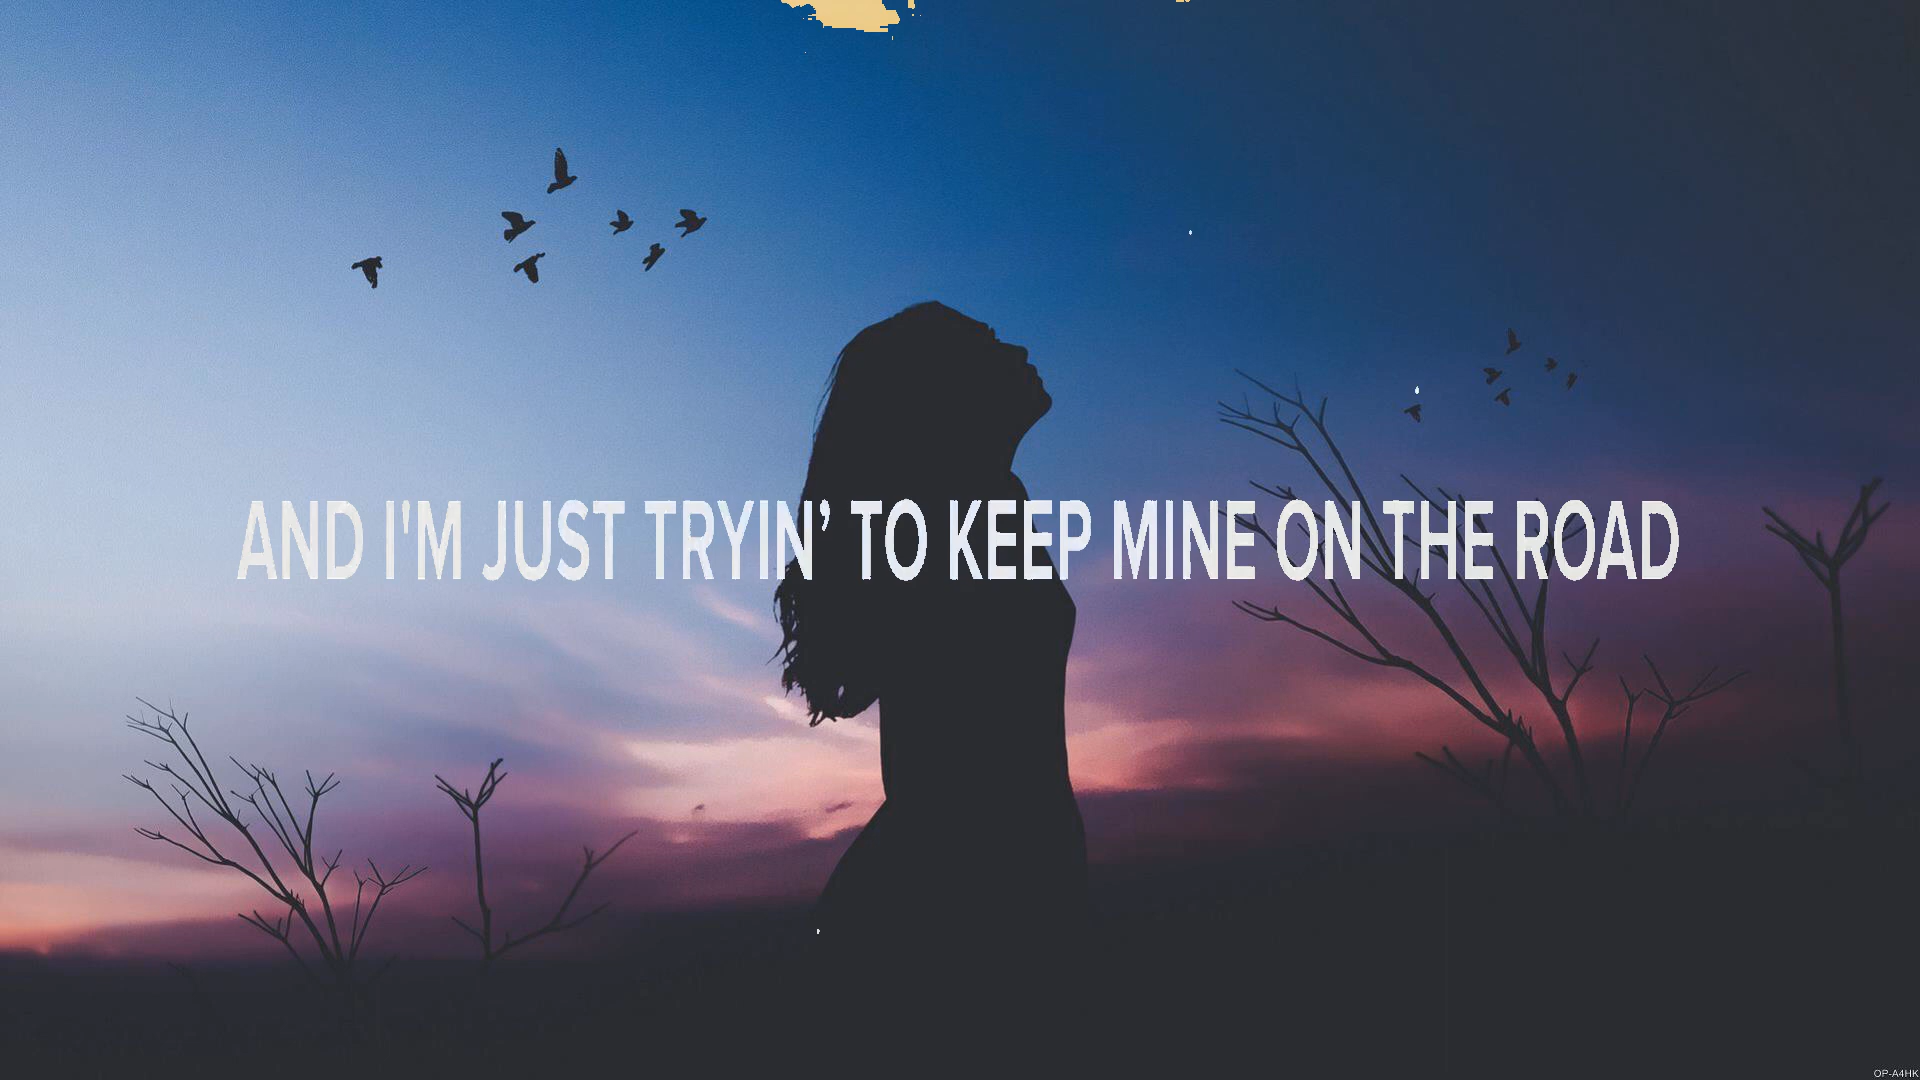 AND I'M JUST TRYIN’ TO KEEP MINE ON THE ROAD
OP-A4HK